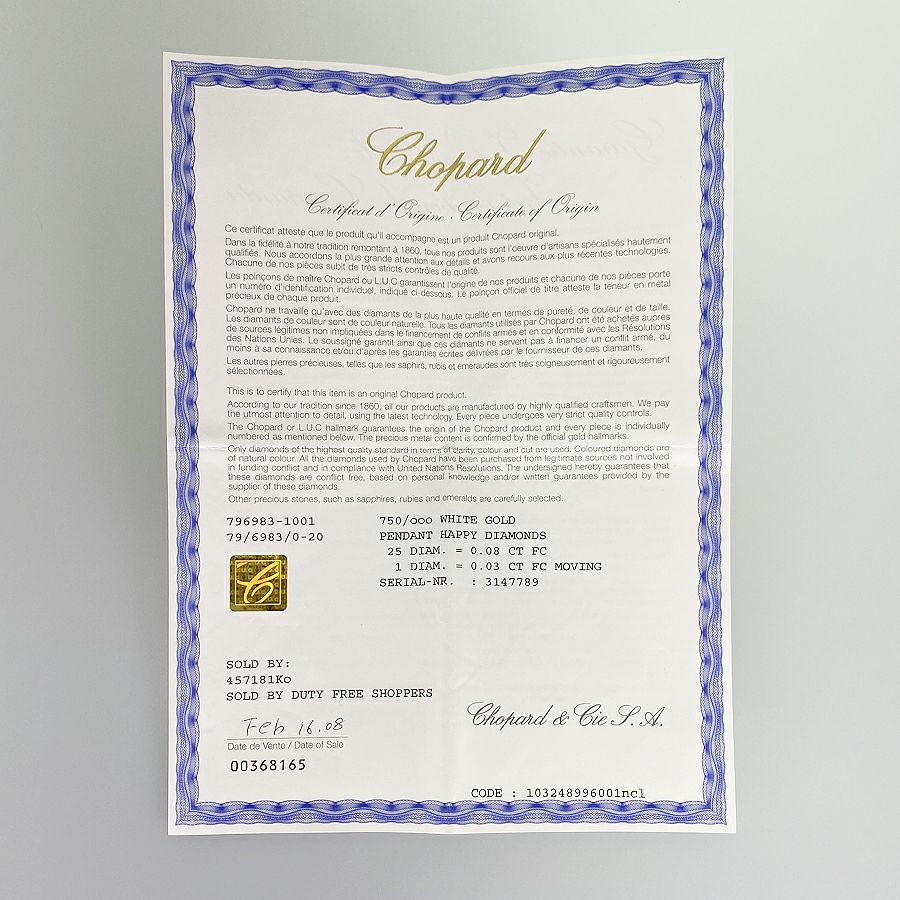 Chopard
Certificat d'Origine . Certificate of Origin
Ce certificat atteste que le produit qu'il accompagne est un produit Chopard original.
Dans la fidélité à notre tradition remontant à 1860, tous nos produits sont l'oeuvre d'artisans spécialisés hautement
qualifiés. Nous accordons la plus grande attention aux détails et avons recours aux plus récentes technologies.
Chacune de nos pièces subit de très stricts contrôles de qualité.
Les poinçons de maître Chopard ou L.U.C garantissent l'origine de nos produits et chacune de nos pièces porte
un numéro d'identification individuel, indiqué ci-dessous. Le poinçon officiel de titre atteste la teneur en métal
précieux de chaque produit.
Chopard ne travaille qu'avec des diamants de la plus haute qualité en termes de pureté, de couleur et de taille.
Les diamants de couleur sont de couleur naturelle. Tous les diamants utilisés par Chopard ont été achetés auprès
de sources légitimes non impliquées dans le financement de conflits armés et en conformité avec les Résolutions
des Nations Unies. Le soussigné garantit ainsi que ces diamants ne servent pas à financer un conflit armé, du
moins à sa connaissance et/ou d'après les garanties écrites délivrées par le fournisseur de ces diamants.
Les autres pierres précieuses, telles que les saphirs, rubis et émeraudes sont très soigneusement et rigoureusement
sélectionnées.
This is to certify that this item is an original Chopard product.
According to our tradition since 1860, all our products are manufactured by highly qualified craftsmen. We pay
the utmost attention to detail, using the latest technology. Every piece undergoes very strict quality controls.
The Chopard or L.U.C hallmark guarantees the origin of the Chopard product and every piece is individually
numbered as mentioned below. The precious metal content is confirmed by the official gold hallmarks.
Only diamonds of the highest quality standard in terms of clarity, colour and cut are used. Coloured diamonds are
of natural colour. All the diamonds used by Chopard have been purchased from legitimate sources not involved
in funding conflict and in compliance with United Nations Resolutions. The undersigned hereby guarantees that
these diamonds are conflict free, based on personal knowledge and/or written guarantees provided by the
supplier of these diamonds.
Other precious stones, such as sapphires, rubies and emeralds are carefully selected.
796983-1001 750/ooo WHITE GOLD
79/6983/0-20 PENDANT HAPPY DIAMONDS
25 DIAM. = 0.08 CT FC
1 DIAM. = 0.03 CT FC MOVING
SERIAL-NR. : 3147789
SOLD BY:
457181Ko
SOLD BY DUTY FREE SHOPPERS
Feb 16.08
Chopard & Cie S.A.
Date de Vente / Date of Sale
00368165
CODE : 103248996001ncl